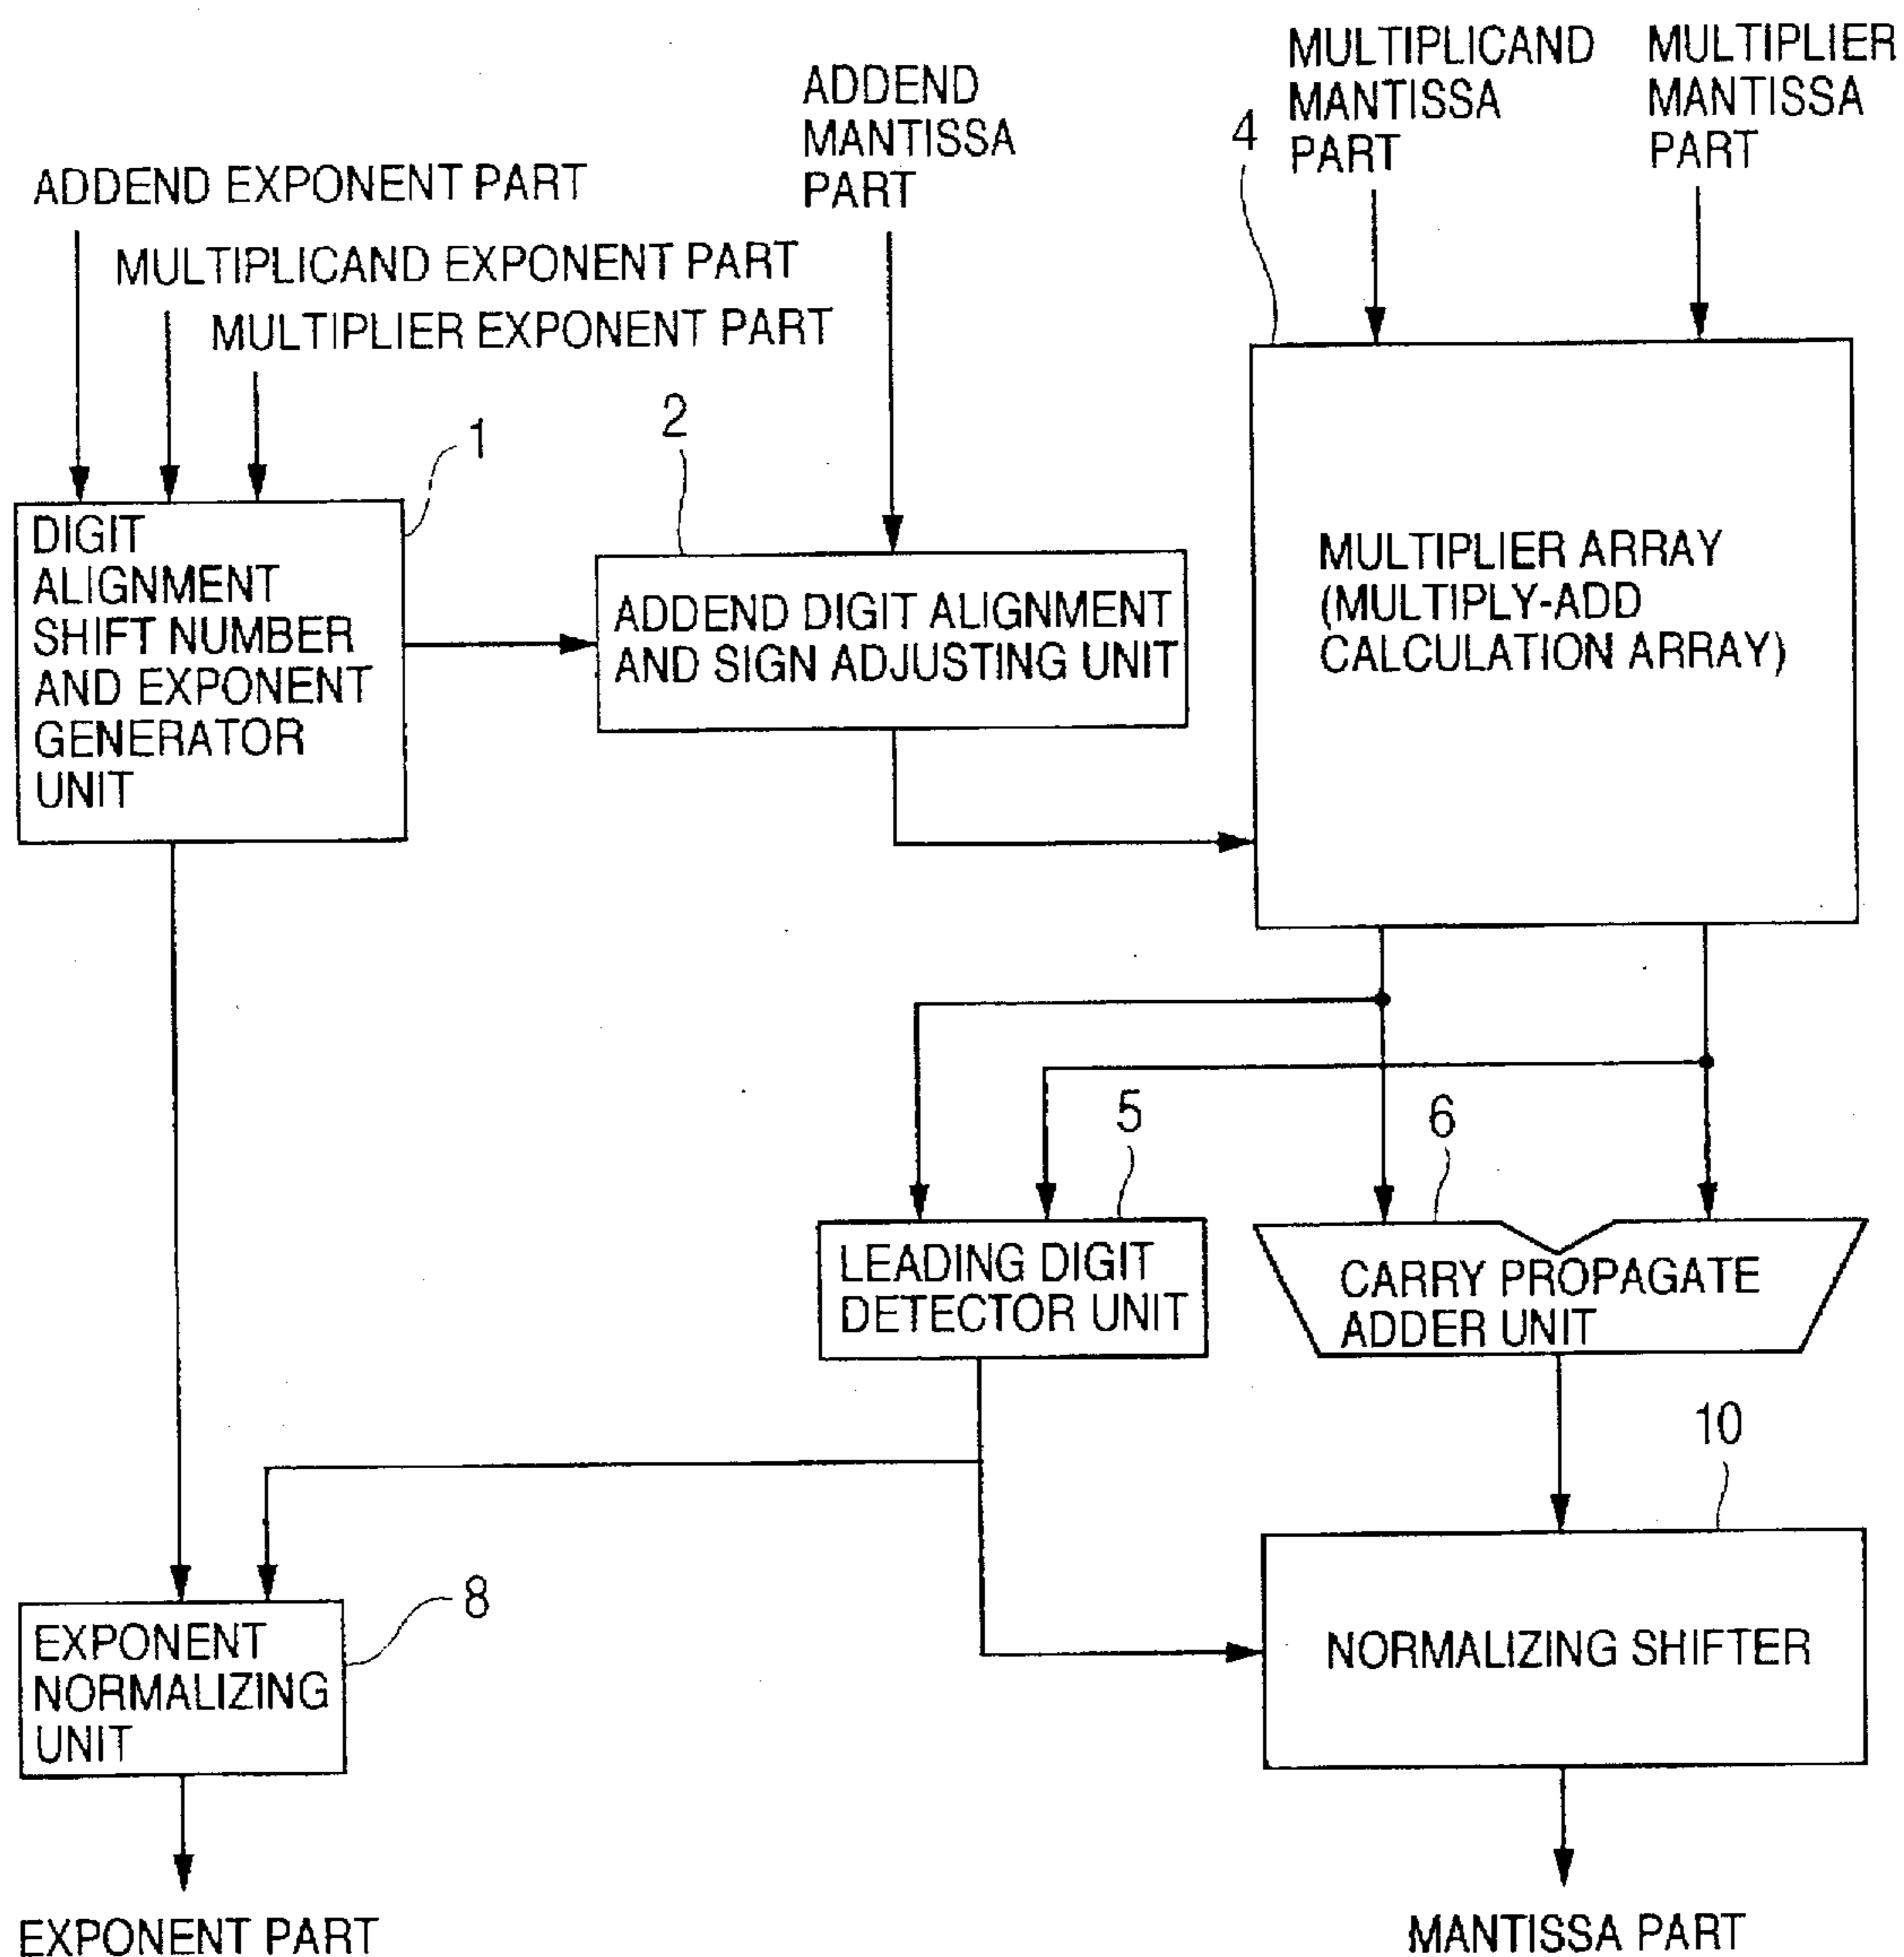 MULTIPLICAND
MANTISSA
PART
MULTIPLIER
MANTISSA
PART
ADDEND
MANTISSA
PART
4
ADDEND EXPONENT PART
MULTIPLICAND EXPONENT PART
MULTIPLIER EXPONENT PART
1
2
DIGIT
ALIGNMENT
SHIFT NUMBER
AND EXPONENT
GENERATOR
UNIT
ADDEND DIGIT ALIGNMENT
AND SIGN ADJUSTING UNIT
MULTIPLIER ARRAY
(MULTIPLY-ADD
CALCULATION ARRAY)
5
6
LEADING DIGIT
DETECTOR UNIT
CARRY PROPAGATE
ADDER UNIT
10
8
EXPONENT
NORMALIZING
UNIT
NORMALIZING SHIFTER
EXPONENT PART
MANTISSA PART